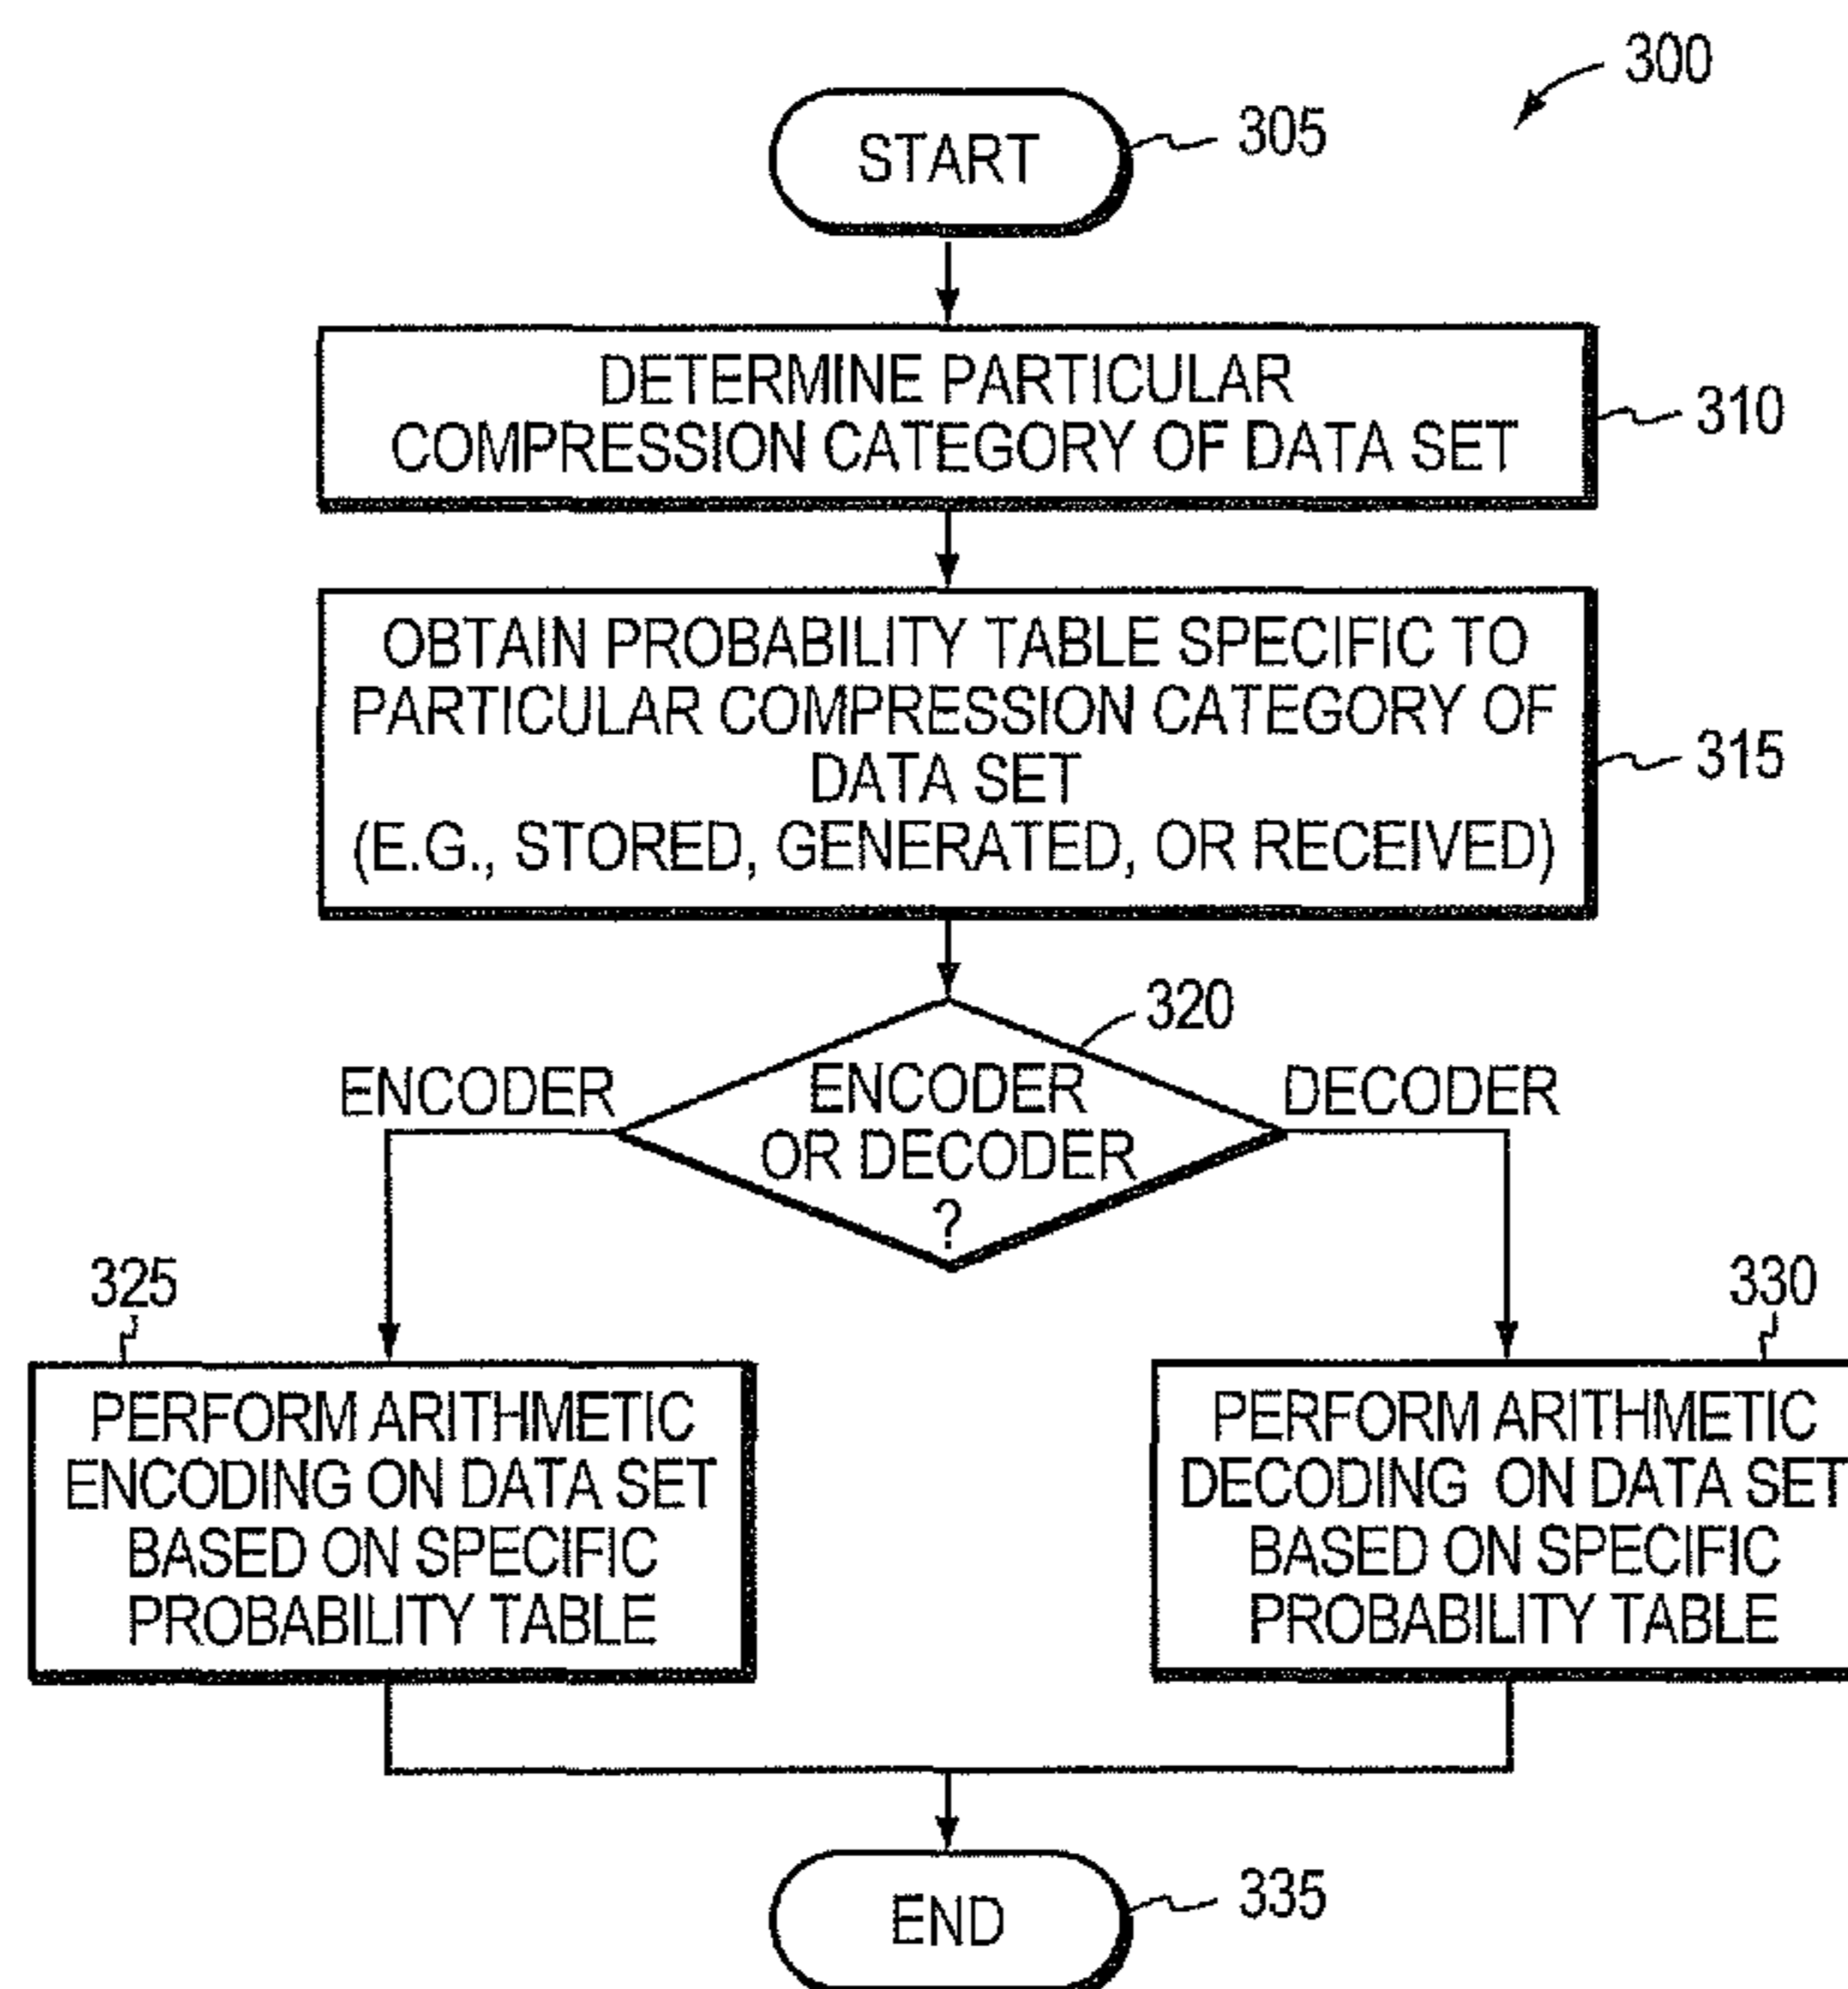 300
START
305
DETERMINE PARTICULAR
COMPRESSION CATEGORY OF DATA SET
310
OBTAIN PROBABILITY TABLE SPECIFIC TO
PARTICULAR COMPRESSION CATEGORY OF
DATA SET
(E.G., STORED, GENERATED, OR RECEIVED)
315
320
ENCODER
ENCODER
OR DECODER
?
DECODER
325
PERFORM ARITHMETIC
ENCODING ON DATA SET
BASED ON SPECIFIC
PROBABILITY TABLE
330
PERFORM ARITHMETIC
DECODING ON DATA SET
BASED ON SPECIFIC
PROBABILITY TABLE
END
335